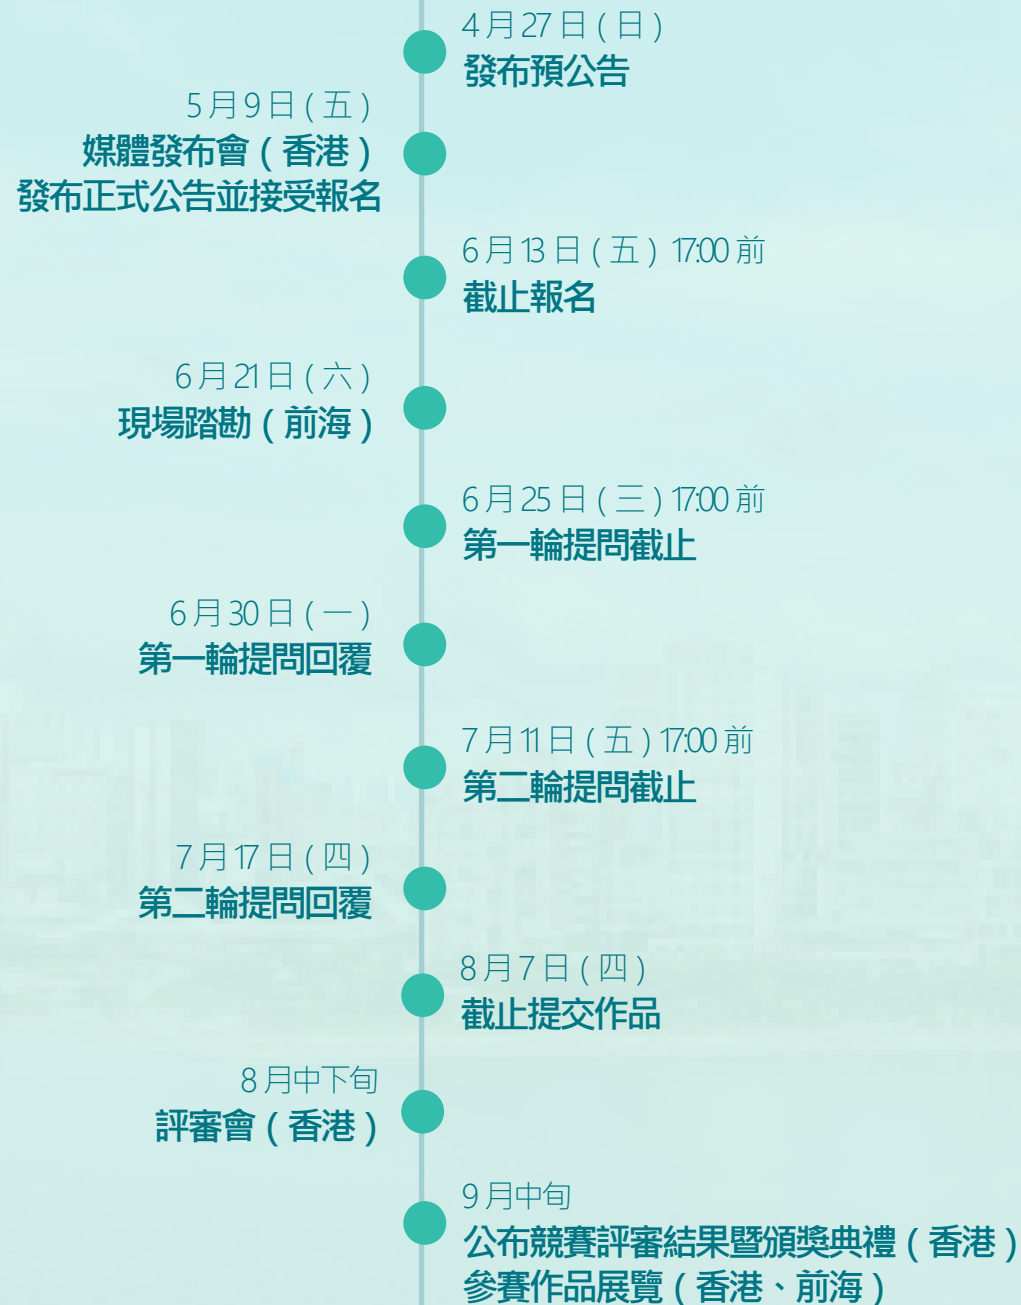 4月27日(日)
發布預公告
5月9日(五)
媒體發布會(香港)
發布正式公告並接受報名
6月13日(五) 17:00前
截止報名
6月21日(六)
現場踏勘(前海)
6月25日(三)17:00前
第一輪提問截止
6月30日(一)
第一輪提問回覆
7月11日(五)17:00前
第二輪提問截止
7月17日(四)
第二輪提問回覆
8月7日(四)
截止提交作品
8月中下旬
評審會(香港)
9月中旬
公布競賽評審結果暨頒獎典禮(香港)
參賽作品展覽(香港、前海)